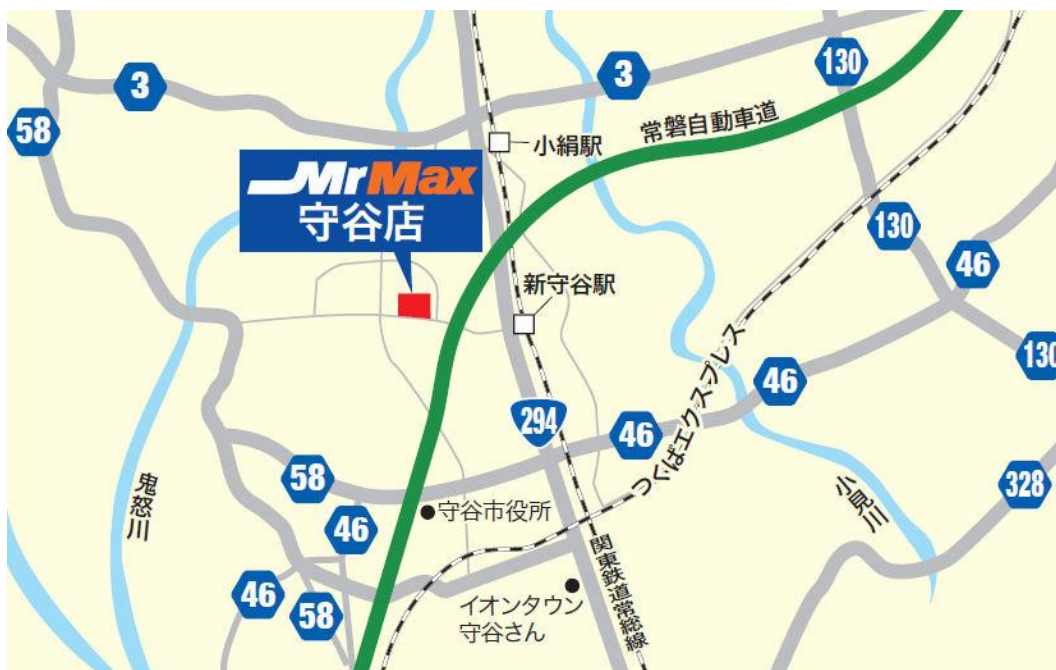 3
3
130
58
常磐自動車道
小絹駅
MrMax
守谷店
130
46
新守谷駅
130
46
つくばエクスプレス
294
46
58
鬼怒川
小見川
328
守谷市役所
46
関東鉄道常総線
46
58
イオンタウン
守谷さん